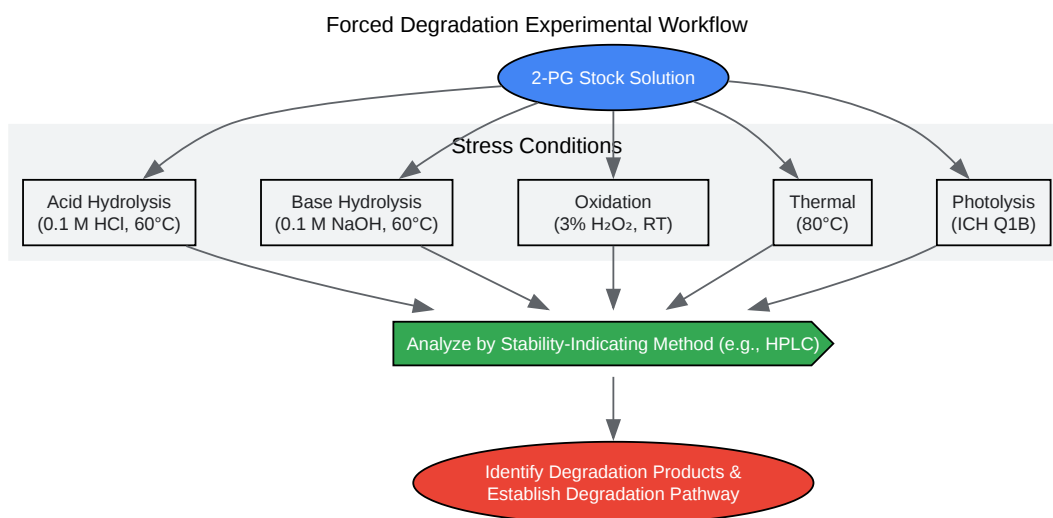 Forced Degradation Experimental Workflow
2-PG Stock Solution
Stress Conditions
Acid Hydrolysis
(0.1 M HCl, 60°C)
Base Hydrolysis
(0.1 M NaOH, 60°C)
Oxidation
(3% H₂O₂, RT)
Thermal
(80°C)
Photolysis
(ICH Q1B)
Analyze by Stability-Indicating Method (e.g., HPLC)
Identify Degradation Products &
Establish Degradation Pathway